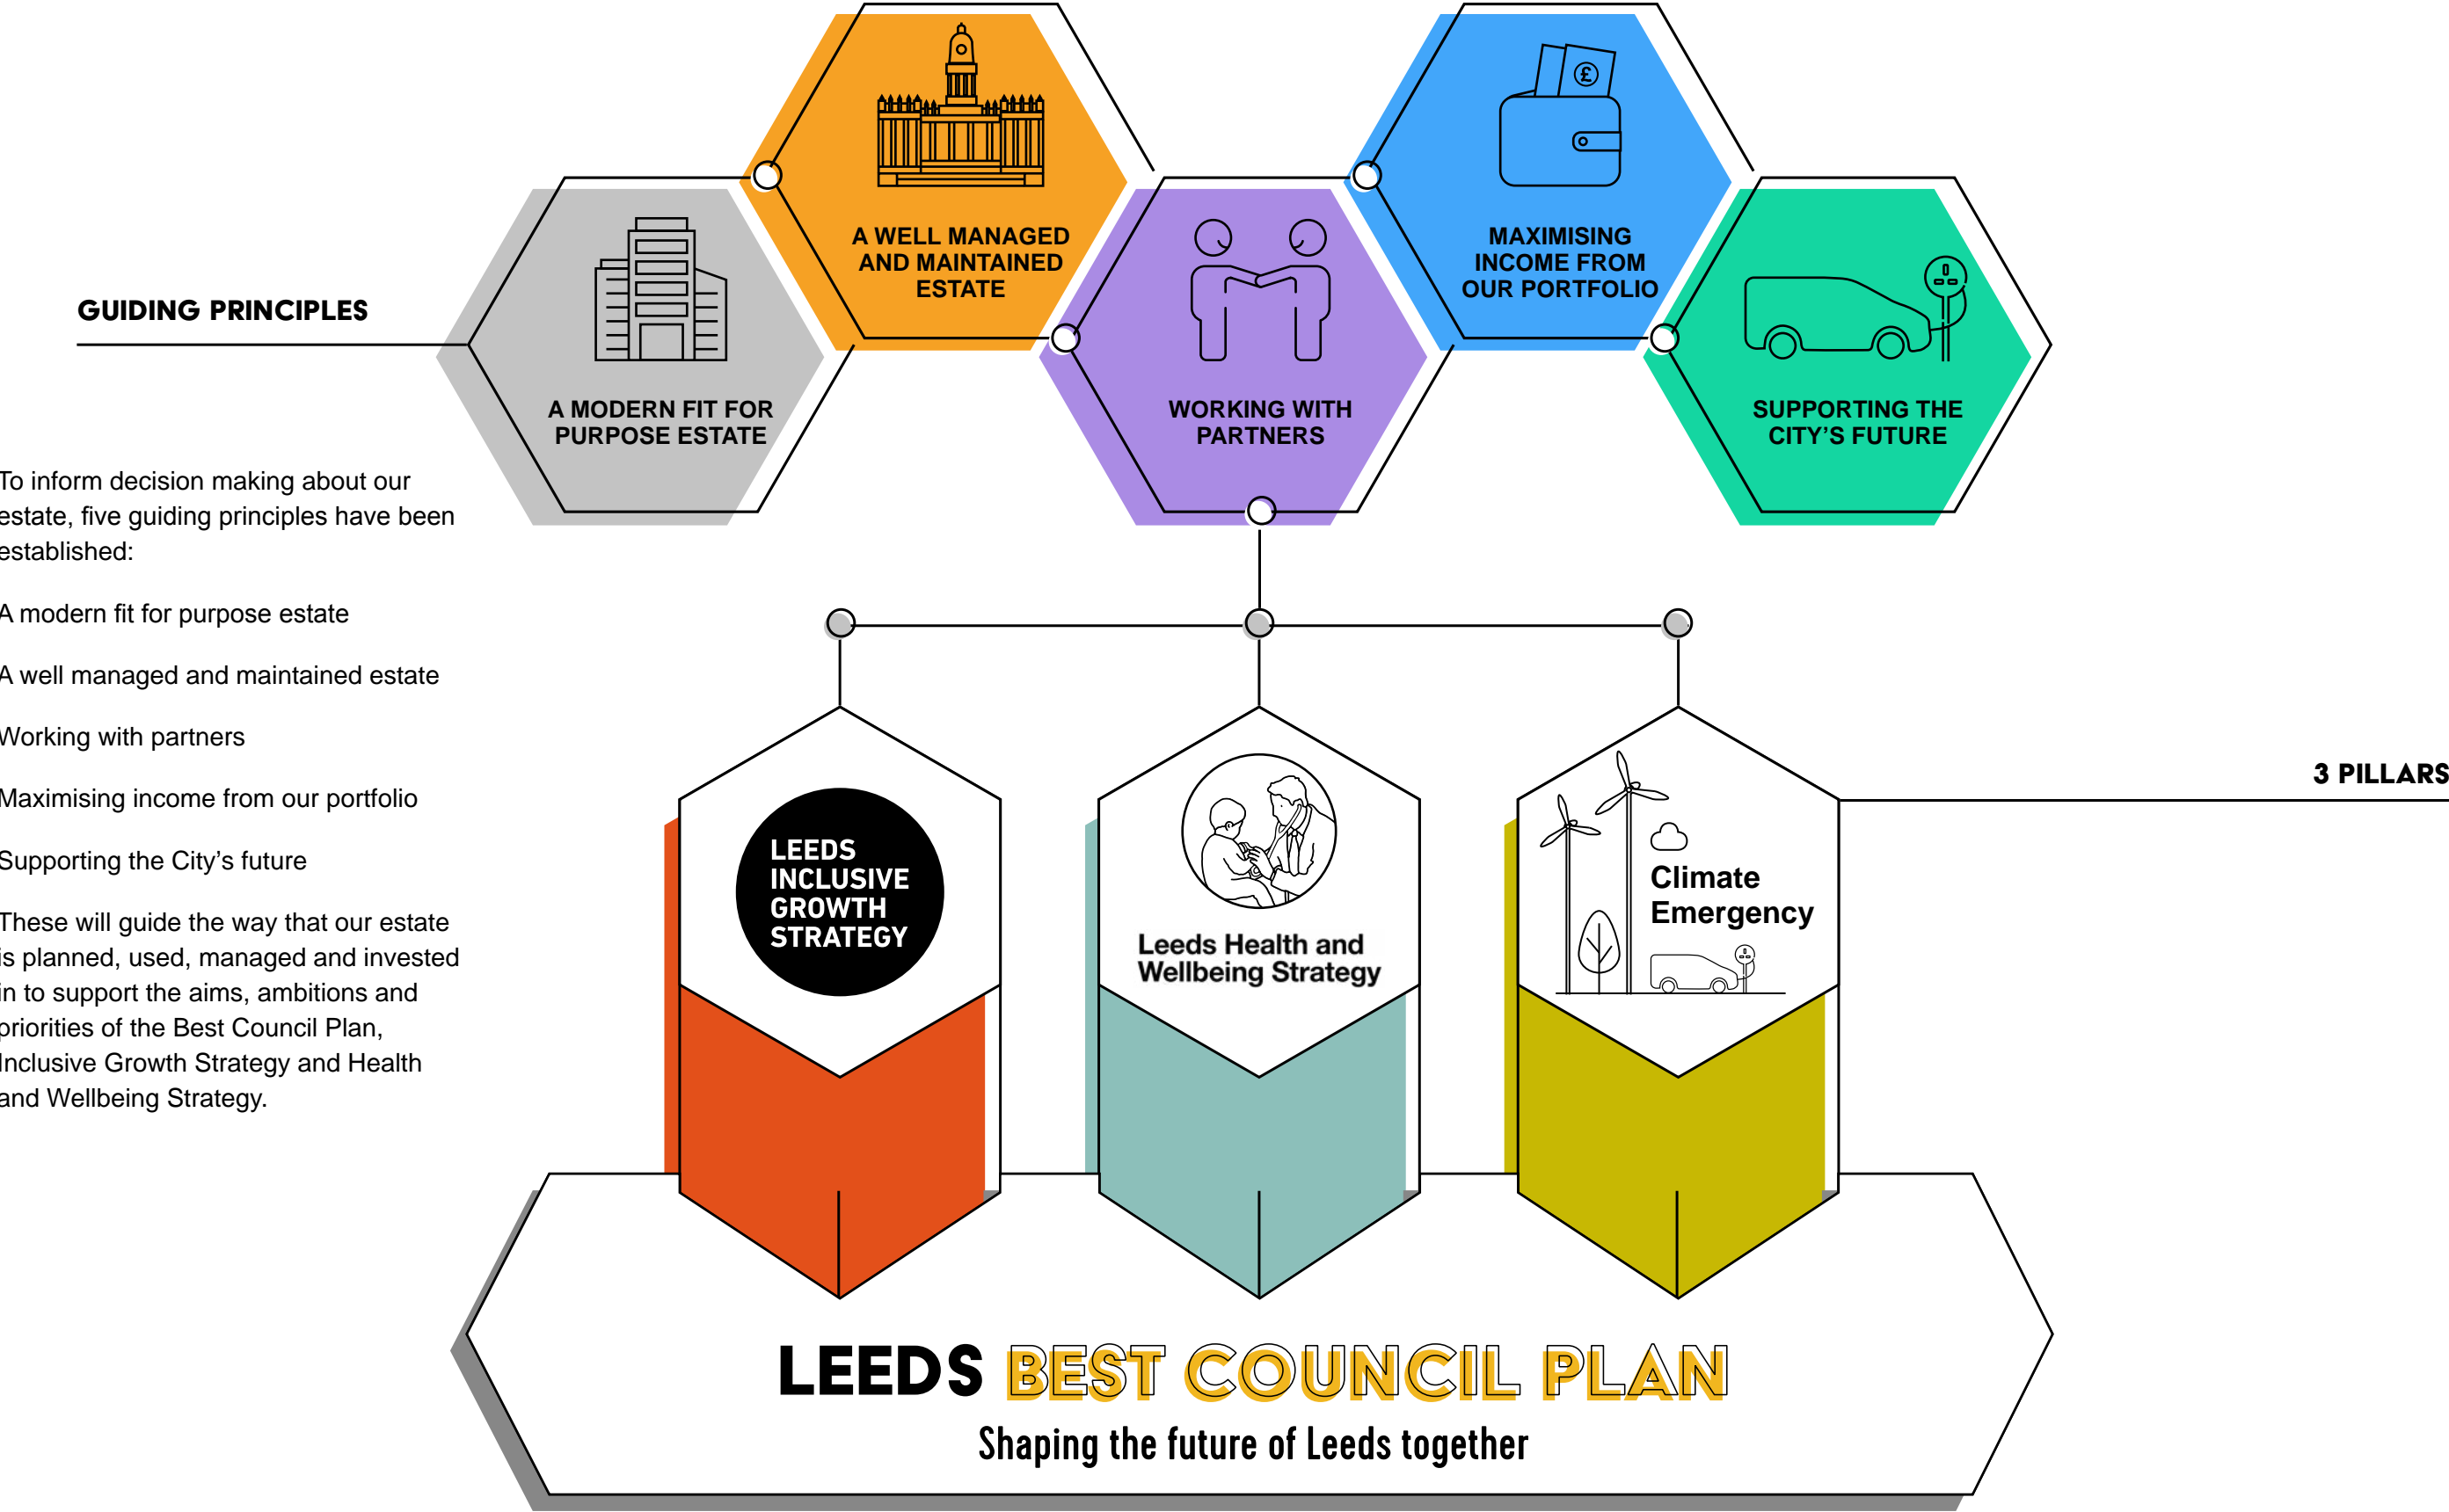 A WELL MANAGED
AND MAINTAINED
ESTATE
£
MAXIMISING
INCOME FROM
OUR PORTFOLIO
GUIDING PRINCIPLES
A MODERN FIT FOR
PURPOSE ESTATE
WORKING WITH
PARTNERS
SUPPORTING THE
CITY’S FUTURE
To inform decision making about our
estate, five guiding principles have been
established:
A modern fit for purpose estate
A well managed and maintained estate
Working with partners
Maximising income from our portfolio
Supporting the City’s future
These will guide the way that our estate
is planned, used, managed and invested
in to support the aims, ambitions and
priorities of the Best Council Plan,
Inclusive Growth Strategy and Health
and Wellbeing Strategy.
3 PILLARS
LEEDS
INCLUSIVE
GROWTH
STRATEGY
Leeds Health and
Wellbeing Strategy
Climate
Emergency
LEEDS BEST COUNCIL PLAN
Shaping the future of Leeds together